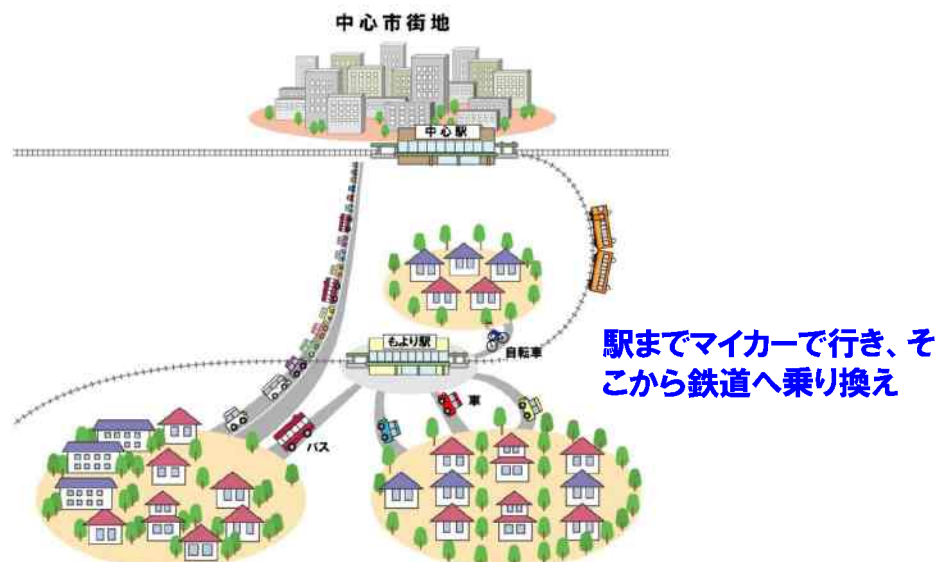 中心市街地
中心駅
もより駅
自転車
駅までマイカーで行き、そ
こから鉄道へ乗り換え
車
バス